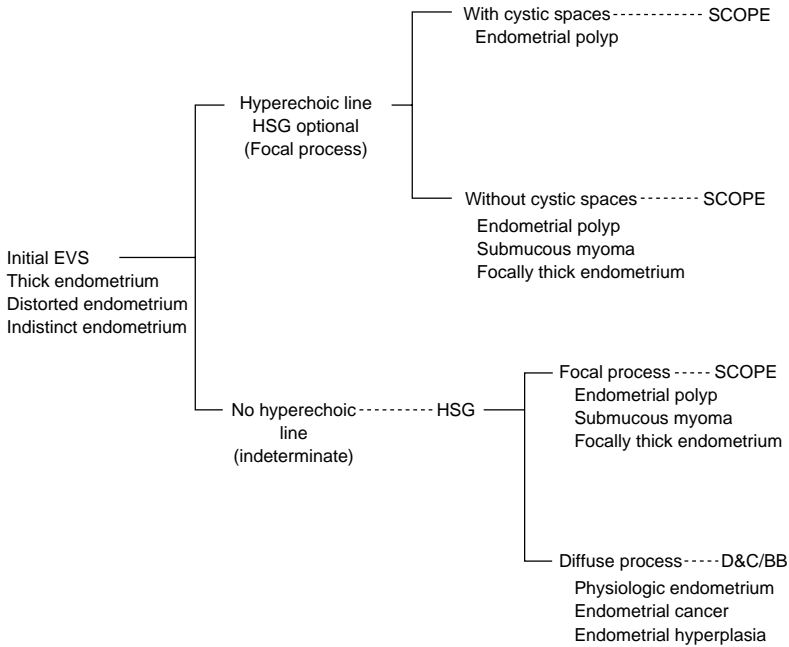 Initial EVS
Thick endometrium
Distorted endometrium
Indistinct endometrium
Hyperechoic line
HSG optional
(Focal process)
With cystic spaces SCOPE
Endometrial polyp
Without cystic spaces SCOPE
Endometrial polyp
Submucous myoma
Focally thick endometrium
No hyperechoic HSG
line
(indeterminate)
Focal process SCOPE
Endometrial polyp
Submucous myoma
Focally thick endometrium
Diffuse process D&C/BB
Physiologic endometrium
Endometrial cancer
Endometrial hyperplasia